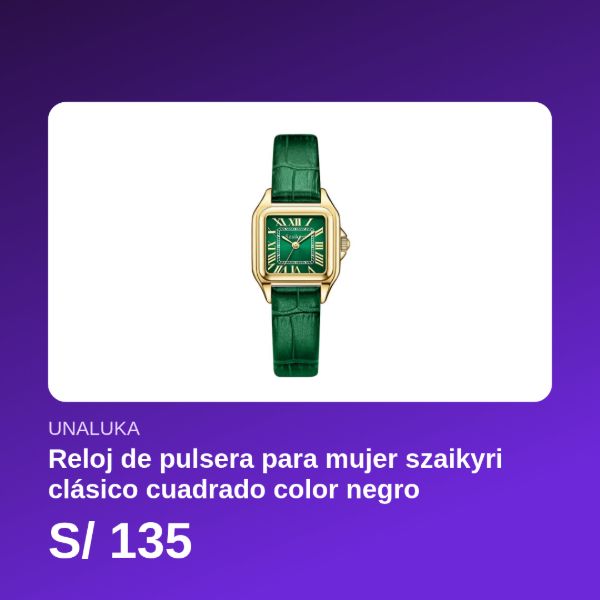 UNALUKA
Reloj de pulsera para mujer szaikyri
clásico cuadrado color negro
S/ 135